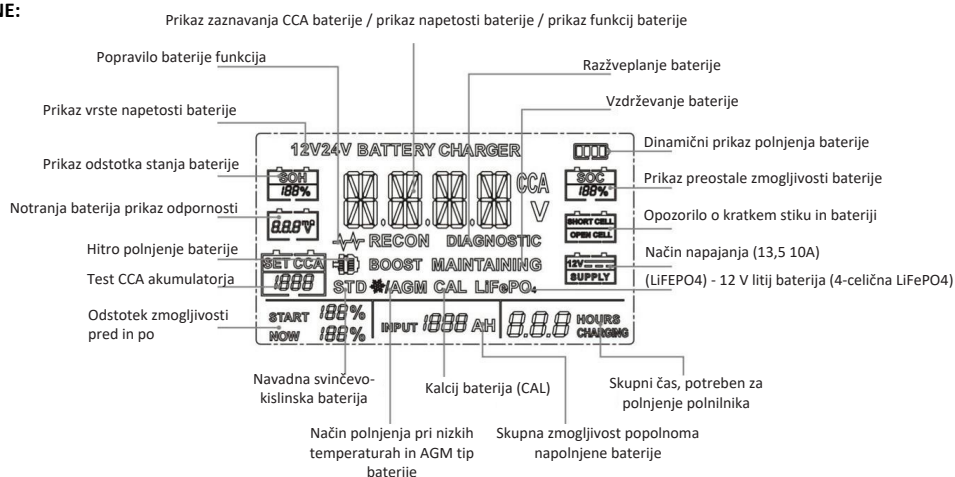 NE:
Prikaz zaznavanja CCA baterije / prikaz napetosti baterije / prikaz funkcij baterije
Popravilo baterije funkcija
Razžveplanje baterije
Prikaz vrste napetosti baterije
Vzdrževanje baterije
12V24V BATTERY CHARGER
Dinamični prikaz polnjenja baterije
Prikaz odstotka stanja baterije
SOH
188%
CCA
V
SOC
188%
Prikaz preostale zmogljivosti baterije
Notranja baterija prikaz odpornosti
SHORT CELL
OPEN CELL
Opozorilo o kratkem stiku in bateriji
RECON DIAGNOSTIC
Hitro polnjenje baterije
BOOST MAINTAINING
12V
SUPPLY
Način napajanja (13,5 10A)
Test CCA akumulatorja
SET CCA
1888
STD /AGM CAL LiFePO4
(LiFEPO4) - 12 V litij baterija (4-celična LiFePO4)
Odstotek zmogljivosti
pred in po
START 188%
NOW 188%
INPUT 1888 AH
8.8.8 HOURS
CHARGING
Navadna svinčevo-
kislinska baterija
Kalcij baterija (CAL)
Skupni čas, potreben za
polnjenje polnilnika
Način polnjenja pri nizkih
temperaturah in AGM tip
baterije
Skupna zmogljivost popolnoma
napolnjene baterije